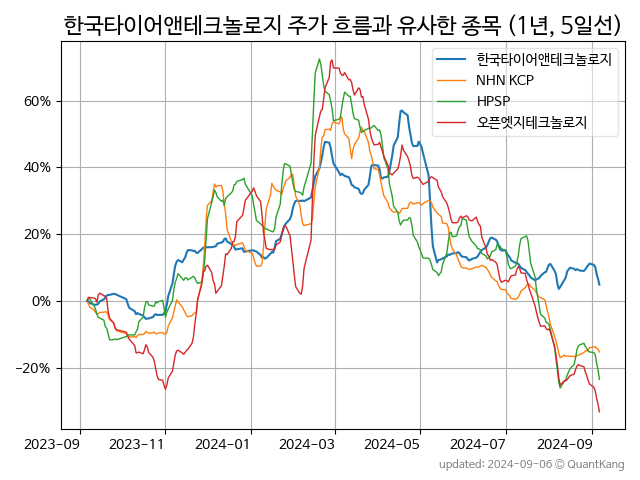 한국타이어앤테크놀로지 주가 흐름과 유사한 종목 (1년, 5일선)
한국타이어앤테크놀로지
NHN KCP
HPSP
오픈엣지테크놀로지
60%
40%
20%
0%
−20%
2023-09
2023-11
2024-01
2024-03
2024-05
2024-07
2024-09
updated: 2024-09-06 © QuantKang